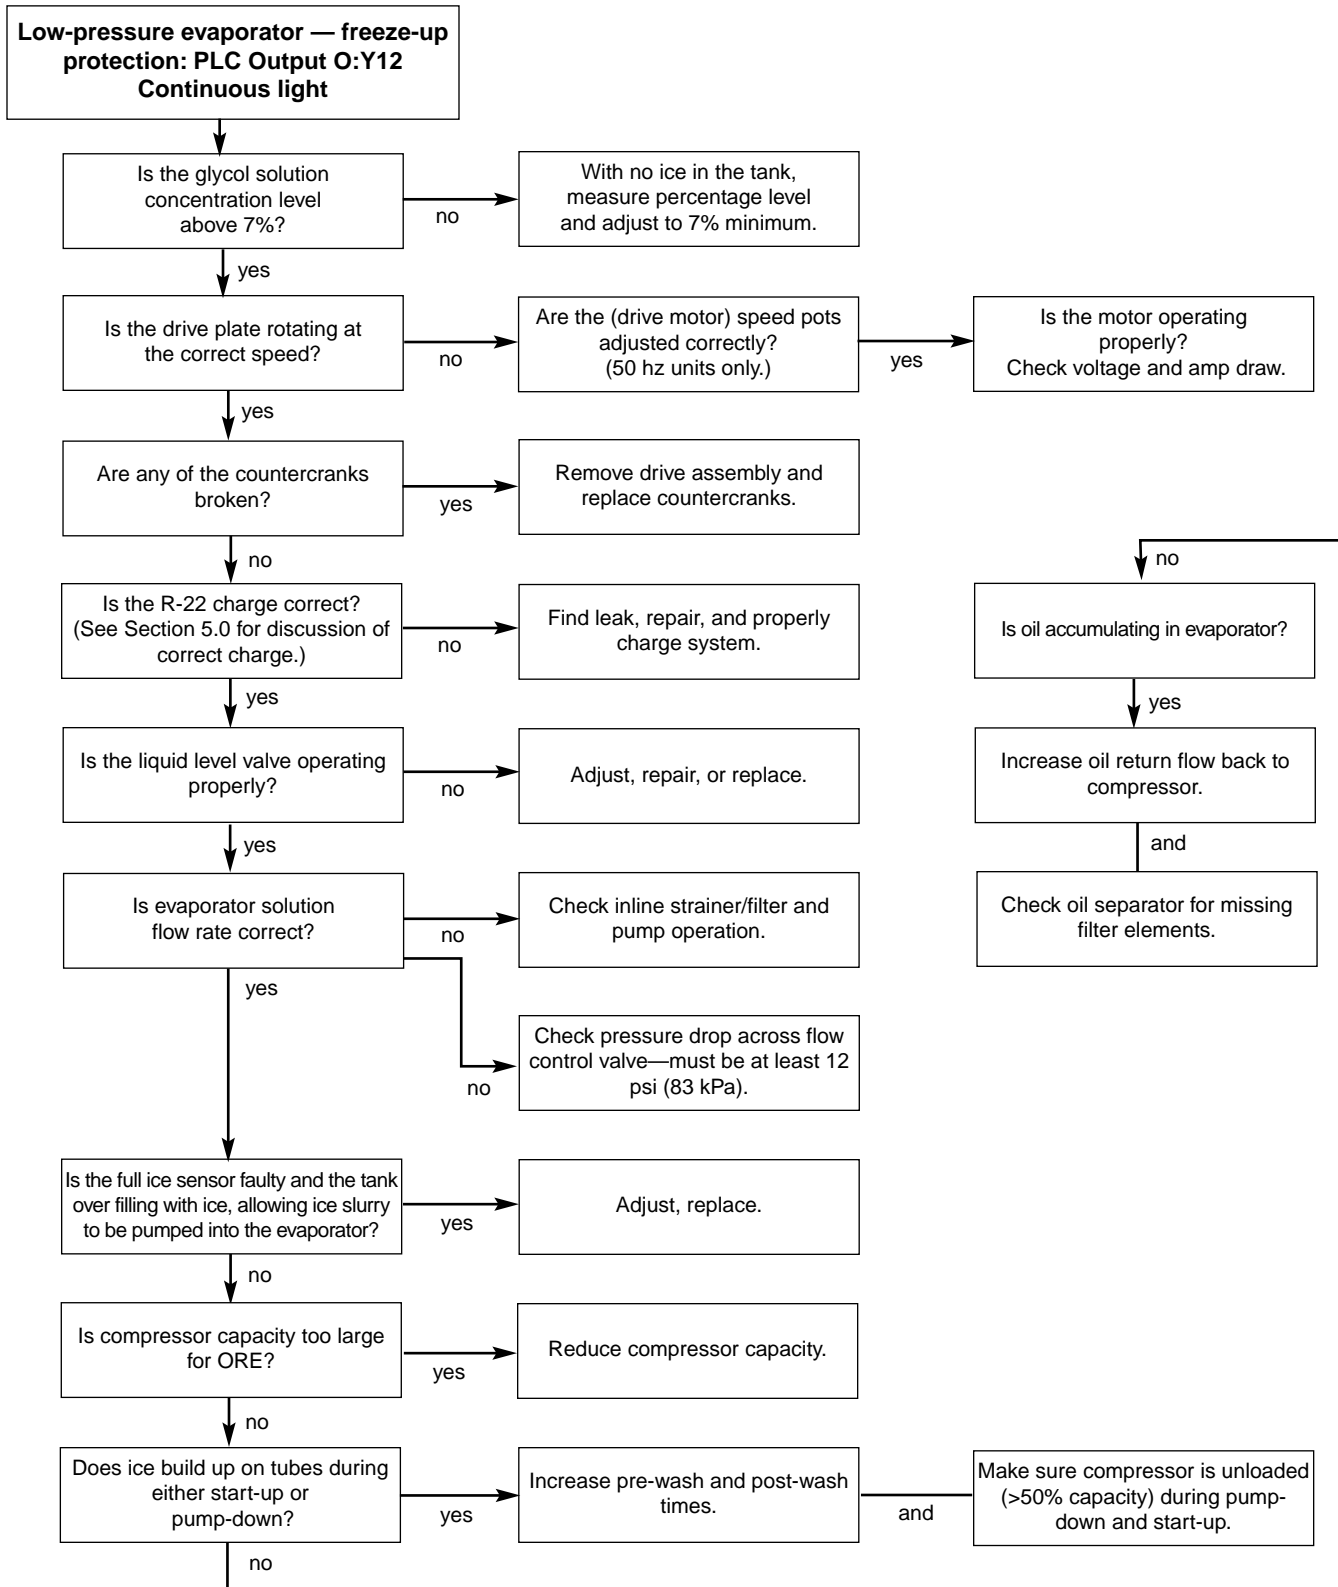 Low-pressure evaporator — freeze-up
protection: PLC Output O:Y12
Continuous light
Is the glycol solution
concentration level
above 7%?
no
With no ice in the tank,
measure percentage level
and adjust to 7% minimum.
yes
Is the drive plate rotating at
the correct speed?
no
Are the (drive motor) speed pots
adjusted correctly?
(50 hz units only.)
yes
Is the motor operating
properly?
Check voltage and amp draw.
yes
Are any of the countercranks
broken?
yes
Remove drive assembly and
replace countercranks.
no
Is the R-22 charge correct?
(See Section 5.0 for discussion of
correct charge.)
no
Find leak, repair, and properly
charge system.
yes
Is the liquid level valve operating
properly?
no
Adjust, repair, or replace.
yes
Is evaporator solution
flow rate correct?
no
Check inline strainer/filter and
pump operation.
no
Check pressure drop across flow
control valve—must be at least 12
psi (83 kPa).
yes
Is the full ice sensor faulty and the tank
over filling with ice, allowing ice slurry
to be pumped into the evaporator?
yes
Adjust, replace.
no
Is compressor capacity too large
for ORE?
yes
Reduce compressor capacity.
no
Does ice build up on tubes during
either start-up or
pump-down?
yes
Increase pre-wash and post-wash
times.
and
Make sure compressor is unloaded
(>50% capacity) during pump-
down and start-up.
no
no
Is oil accumulating in evaporator?
yes
Increase oil return flow back to
compressor.
and
Check oil separator for missing
filter elements.